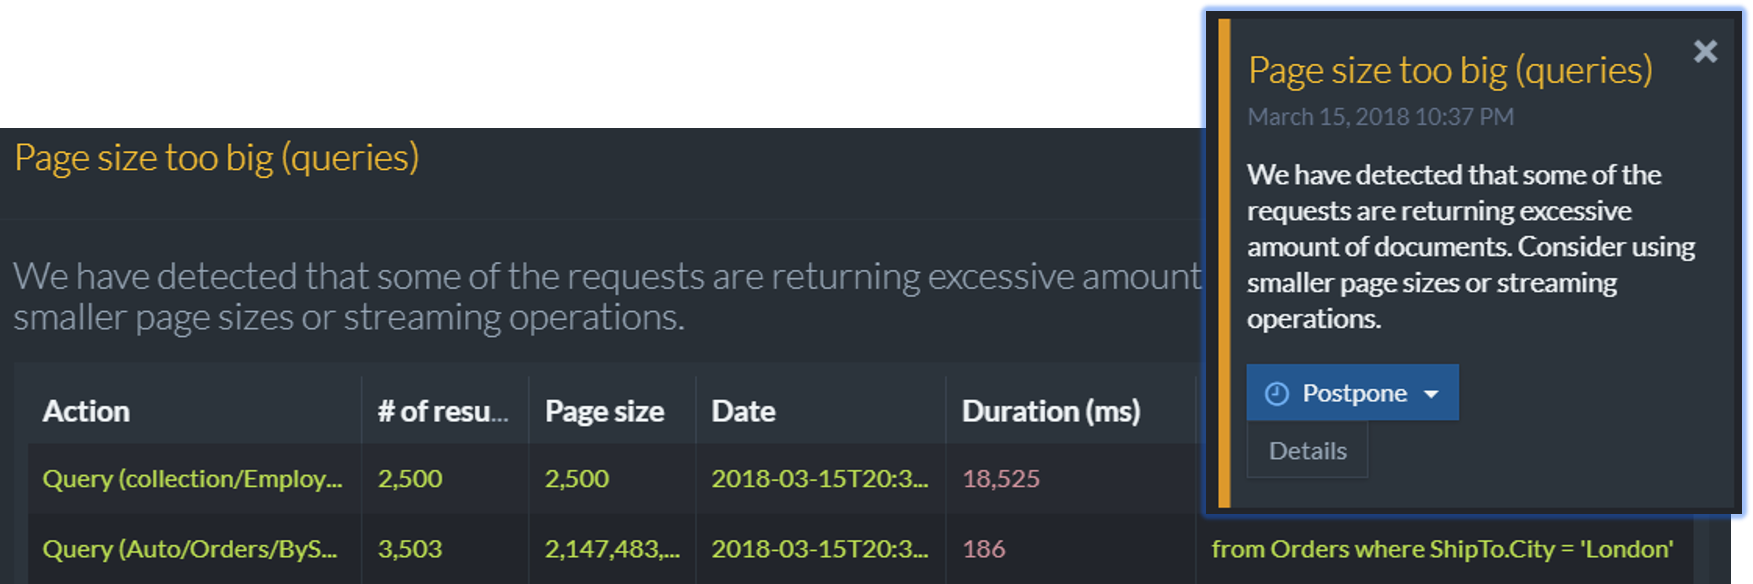 Page size too big (queries)
We have detected that some of the requests are returning excessive amount
smaller page sizes or streaming operations.
Action # of resu... Page size Date Duration (ms)
Query (collection/Employ... 2,500 2,500 2018-03-15T20:3... 18,525
Query (Auto/Orders/ByS... 3,503 2,147,483,... 2018-03-15T20:3... 186 from Orders where ShipTo.City = 'London'
Page size too big (queries)
March 15, 2018 10:37 PM
We have detected that some of the
requests are returning excessive
amount of documents. Consider using
smaller page sizes or streaming
operations.
Postpone
Details